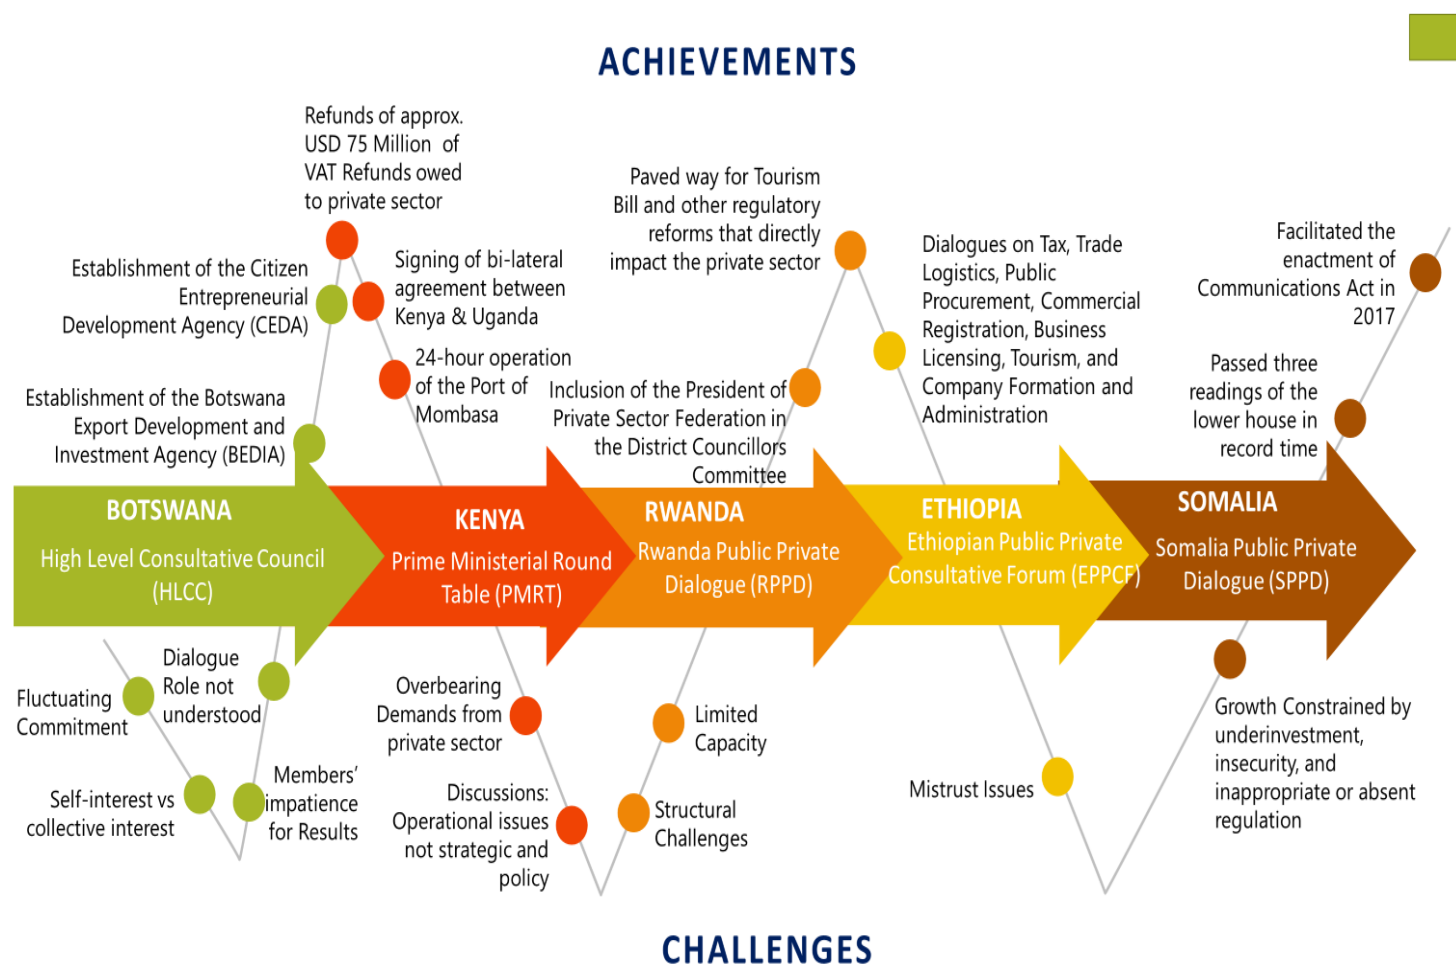 ACHIEVEMENTS
Refunds of approx.
USD 75 Million of
VAT Refunds owed
to private sector
Establishment of the Citizen
Entrepreneurial
Development Agency (CEDA)
Signing of bi-lateral
agreement between
Kenya & Uganda
24-hour operation
of the Port of
Mombasa
Establishment of the Botswana
Export Development and
Investment Agency (BEDIA)
Paved way for Tourism
Bill and other regulatory
reforms that directly
impact the private sector
Inclusion of the President of
Private Sector Federation in
the District Councillors
Committee
Dialogues on Tax, Trade
Logistics, Public
Procurement, Commercial
Registration, Business
Licensing, Tourism, and
Company Formation and
Administration
Facilitated the
enactment of
Communications Act in
2017
Passed three
readings of the
lower house in
record time
BOTSWANA
High Level Consultative Council
(HLCC)
KENYA
Prime Ministerial Round
Table (PMRT)
RWANDA
Rwanda Public Private
Dialogue (RPPD)
ETHIOPIA
Ethiopian Public Private
Consultative Forum (EPPCF)
SOMALIA
Somalia Public Private
Dialogue (SPPD)
Fluctuating
Commitment
Dialogue
Role not
understood
Self-interest vs
collective interest
Members’
impatience
for Results
Overbearing
Demands from
private sector
Discussions:
Operational issues
not strategic and
policy
Limited
Capacity
Structural
Challenges
Mistrust Issues
Growth Constrained by
underinvestment,
insecurity, and
inappropriate or absent
regulation
CHALLENGES